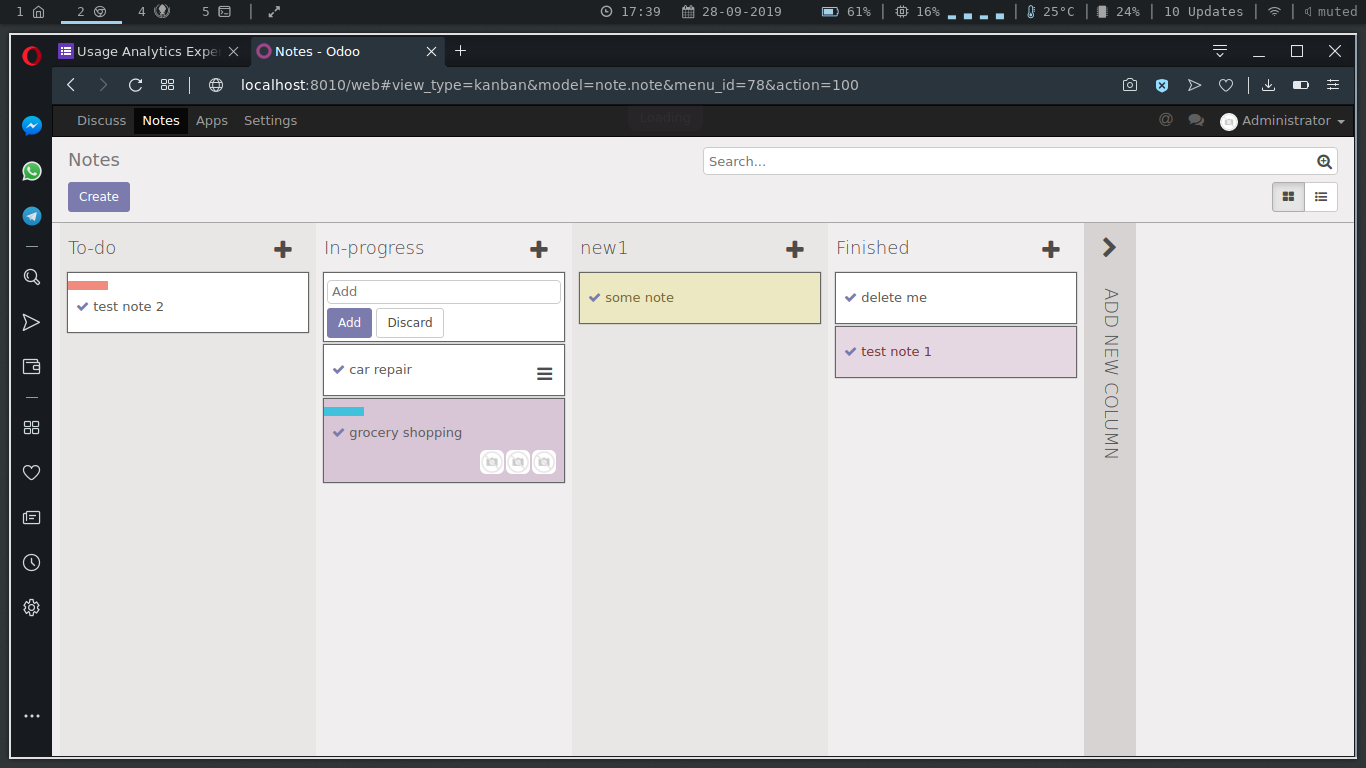 1 2 4 5 17:39 28-09-2019 61% 16% 25°C 24% 10 Updates muted
Usage Analytics Expe Notes - Odoo
localhost:8010/web#view_type=kanban&model=note.note&menu_id=78&action=100
Discuss Notes Apps Settings Loading @ Administrator
Notes
Search...
Create
To-do
test note 2
In-progress
Add
Add Discard
car repair
grocery shopping
new1
some note
Finished
delete me
test note 1
ADD NEW COLUMN